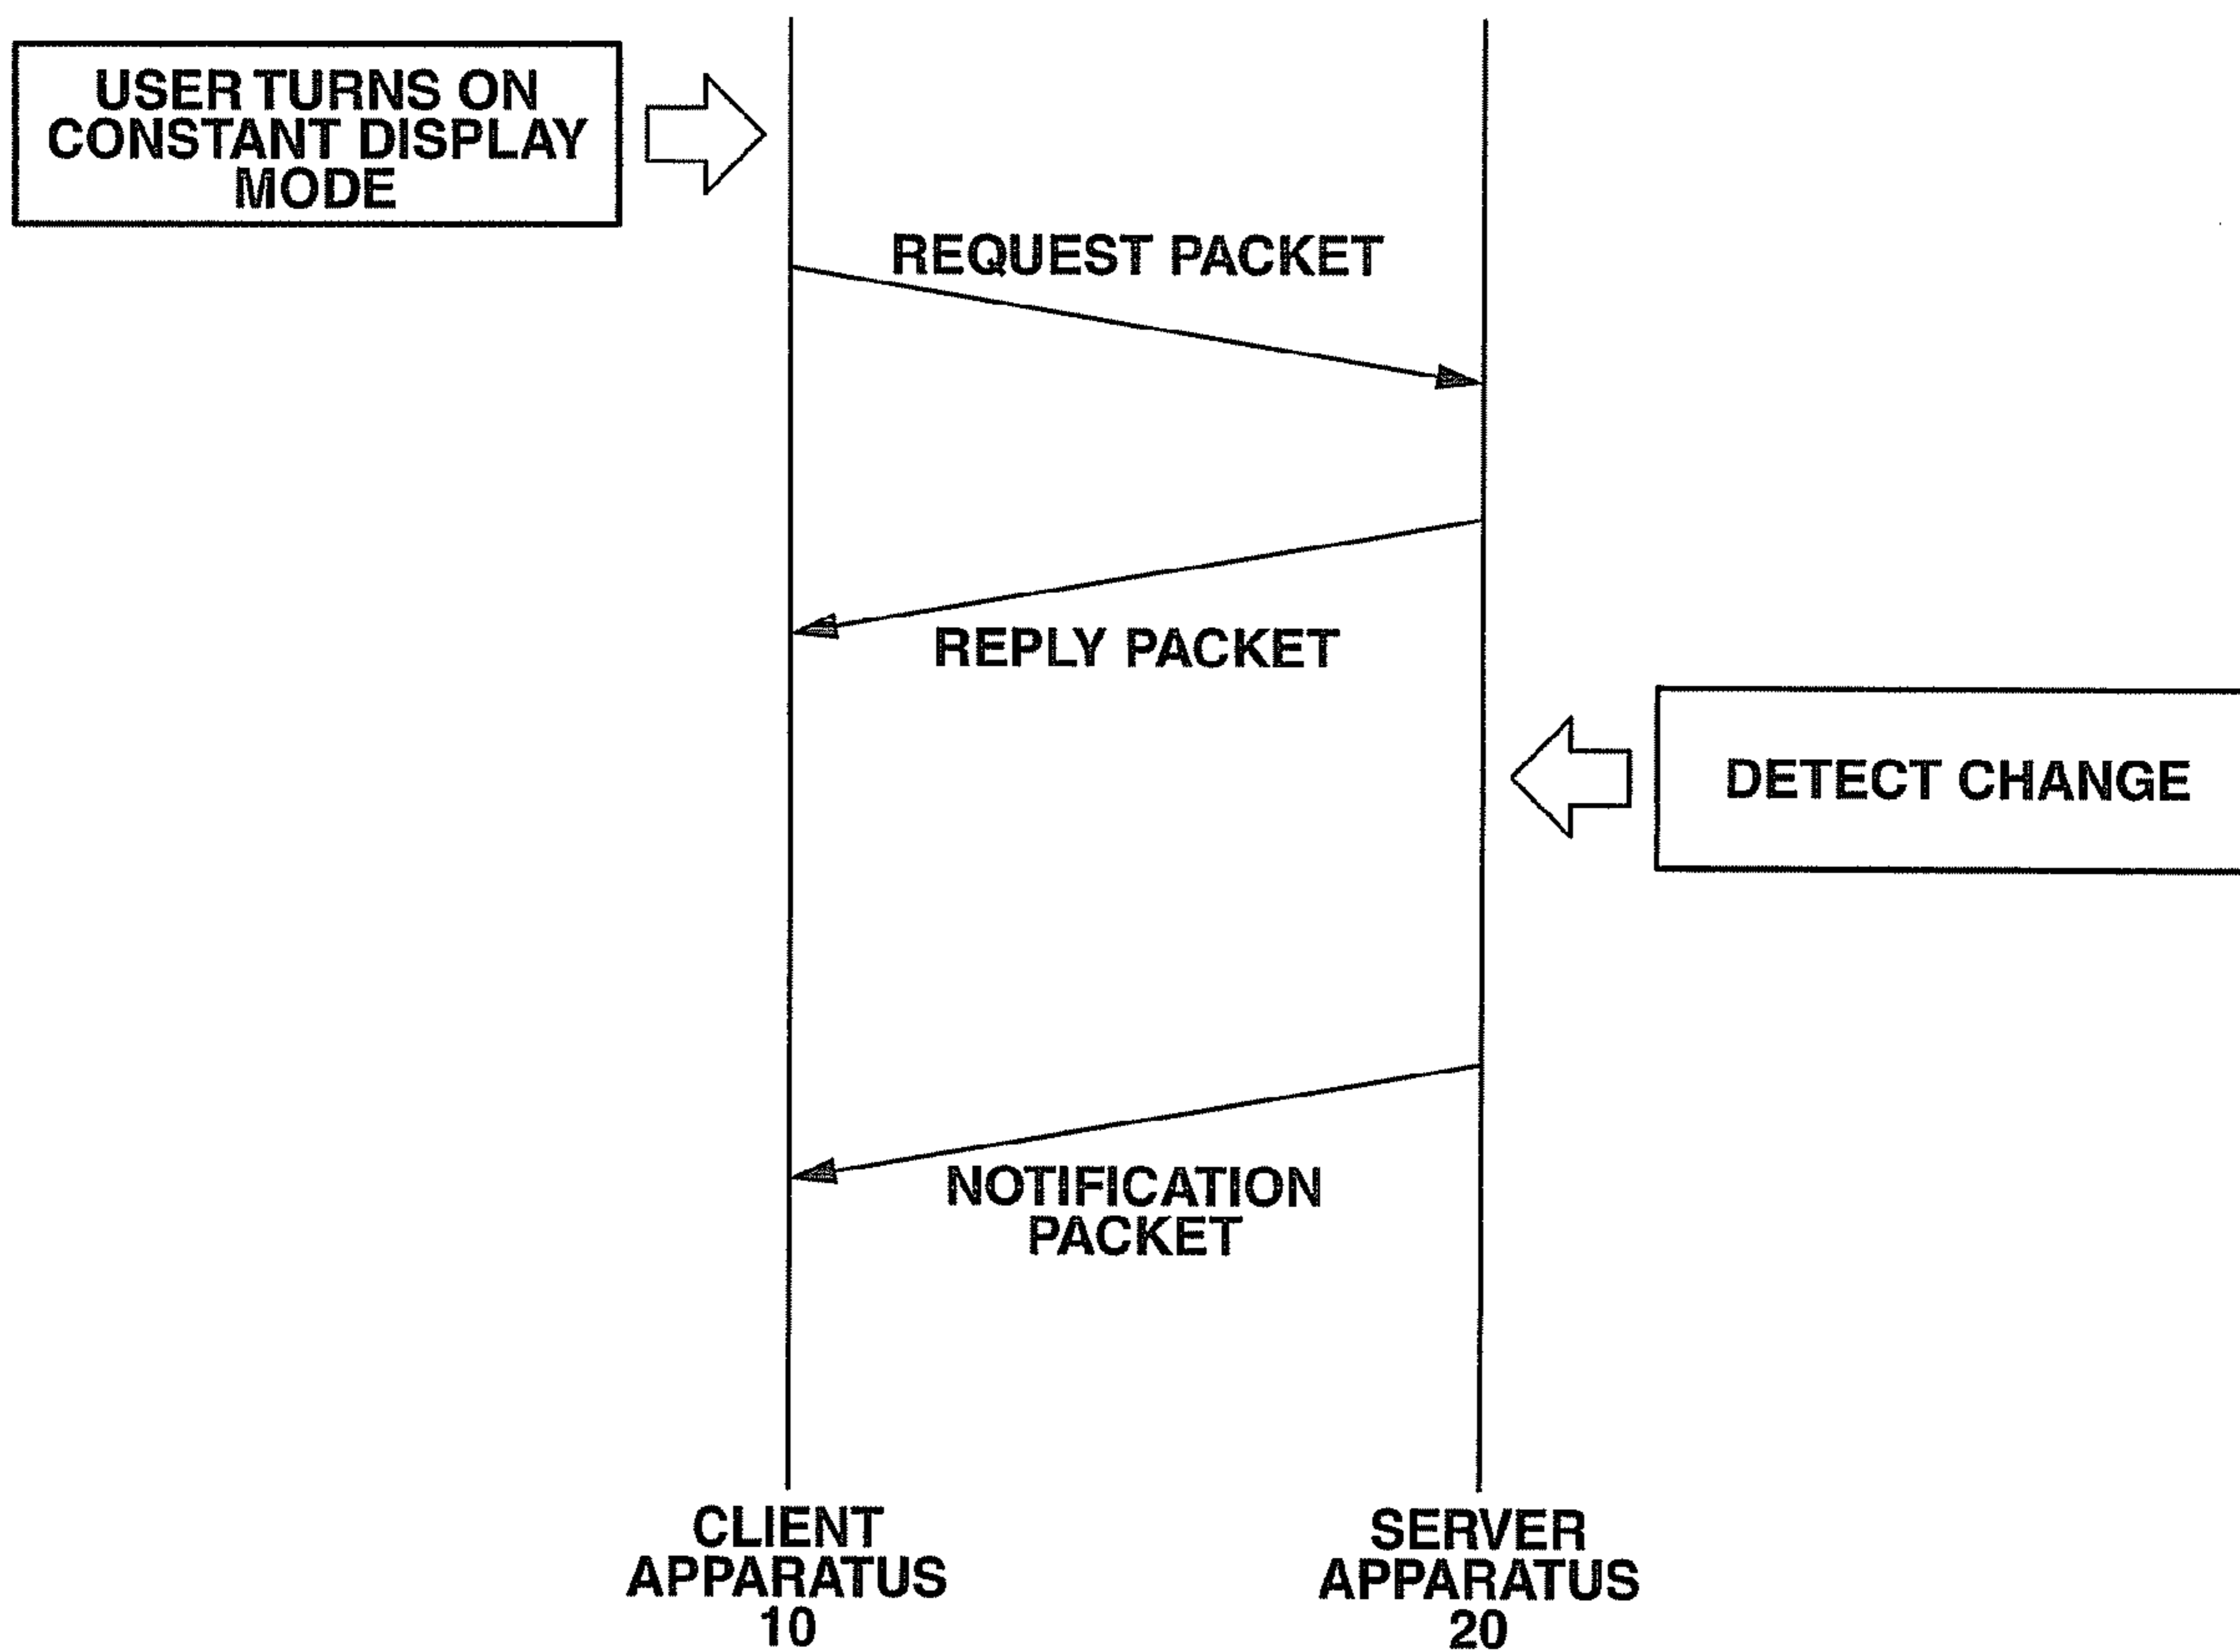 USER TURNS ON
CONSTANT DISPLAY
MODE
REQUEST PACKET
REPLY PACKET
DETECT CHANGE
NOTIFICATION
PACKET
CLIENT
APPARATUS
10
SERVER
APPARATUS
20